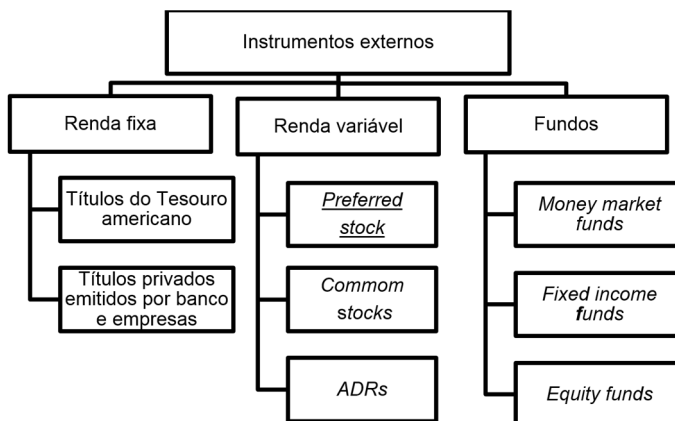 Instrumentos externos
Renda fixa
Renda variável
Fundos
Títulos do Tesouro
americano
Títulos privados
emitidos por banco
e empresas
Preferred
stock
Commom
stocks
ADRs
Money market
funds
Fixed income
funds
Equity funds